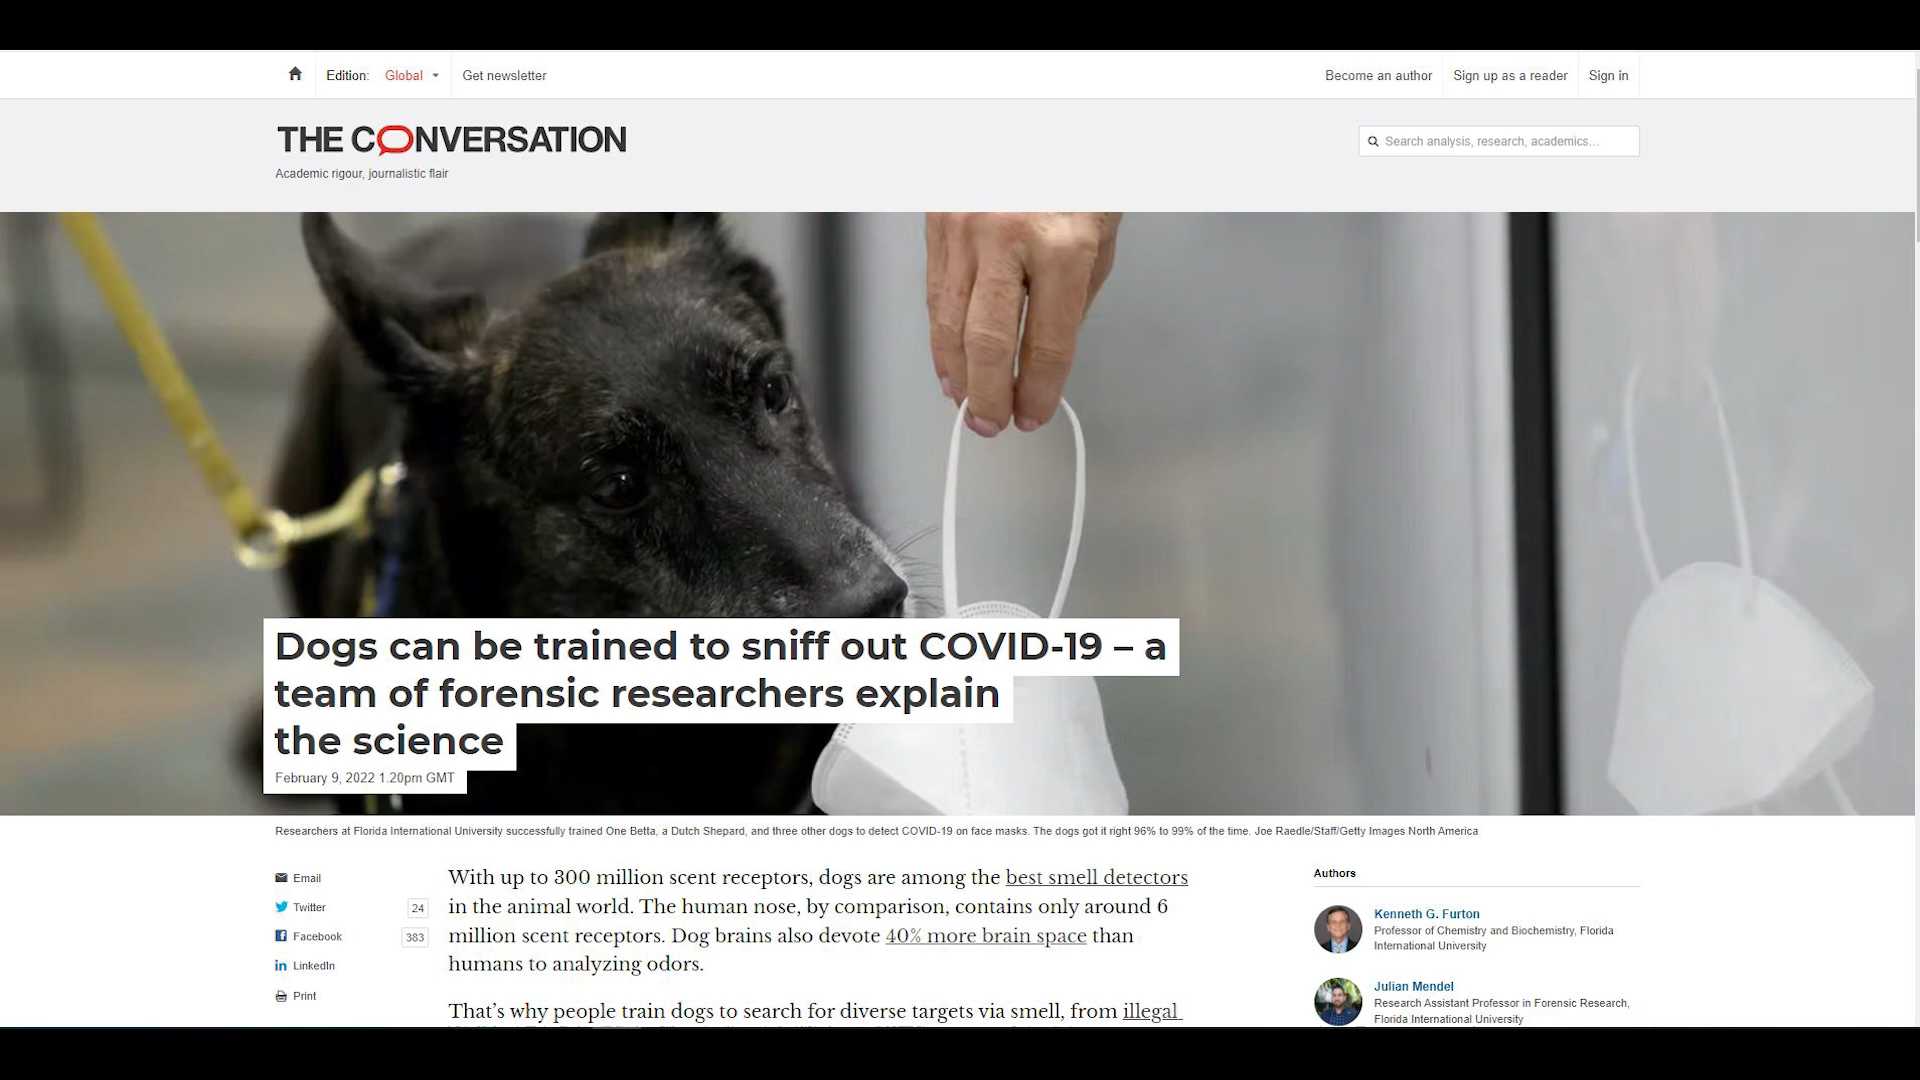 Edition: Global
Get newsletter
Become an author
Sign up as a reader
Sign in
THE CONVERSATION
Academic rigour, journalistic flair
Search analysis, research, academics…
Dogs can be trained to sniff out COVID-19 – a
team of forensic researchers explain
the science
February 9, 2022 1.20pm GMT
Researchers at Florida International University successfully trained One Betta, a Dutch Shepard, and three other dogs to detect COVID-19 on face masks. The dogs got it right 96% to 99% of the time. Joe Raedle/Staff/Getty Images North America
Email
Twitter 24
Facebook 383
LinkedIn
Print
With up to 300 million scent receptors, dogs are among the best smell detectors
in the animal world. The human nose, by comparison, contains only around 6
million scent receptors. Dog brains also devote 40% more brain space than
humans to analyzing odors.
That’s why people train dogs to search for diverse targets via smell, from illegal
Authors
Kenneth G. Furton
Professor of Chemistry and Biochemistry, Florida
International University
Julian Mendel
Research Assistant Professor in Forensic Research,
Florida International University